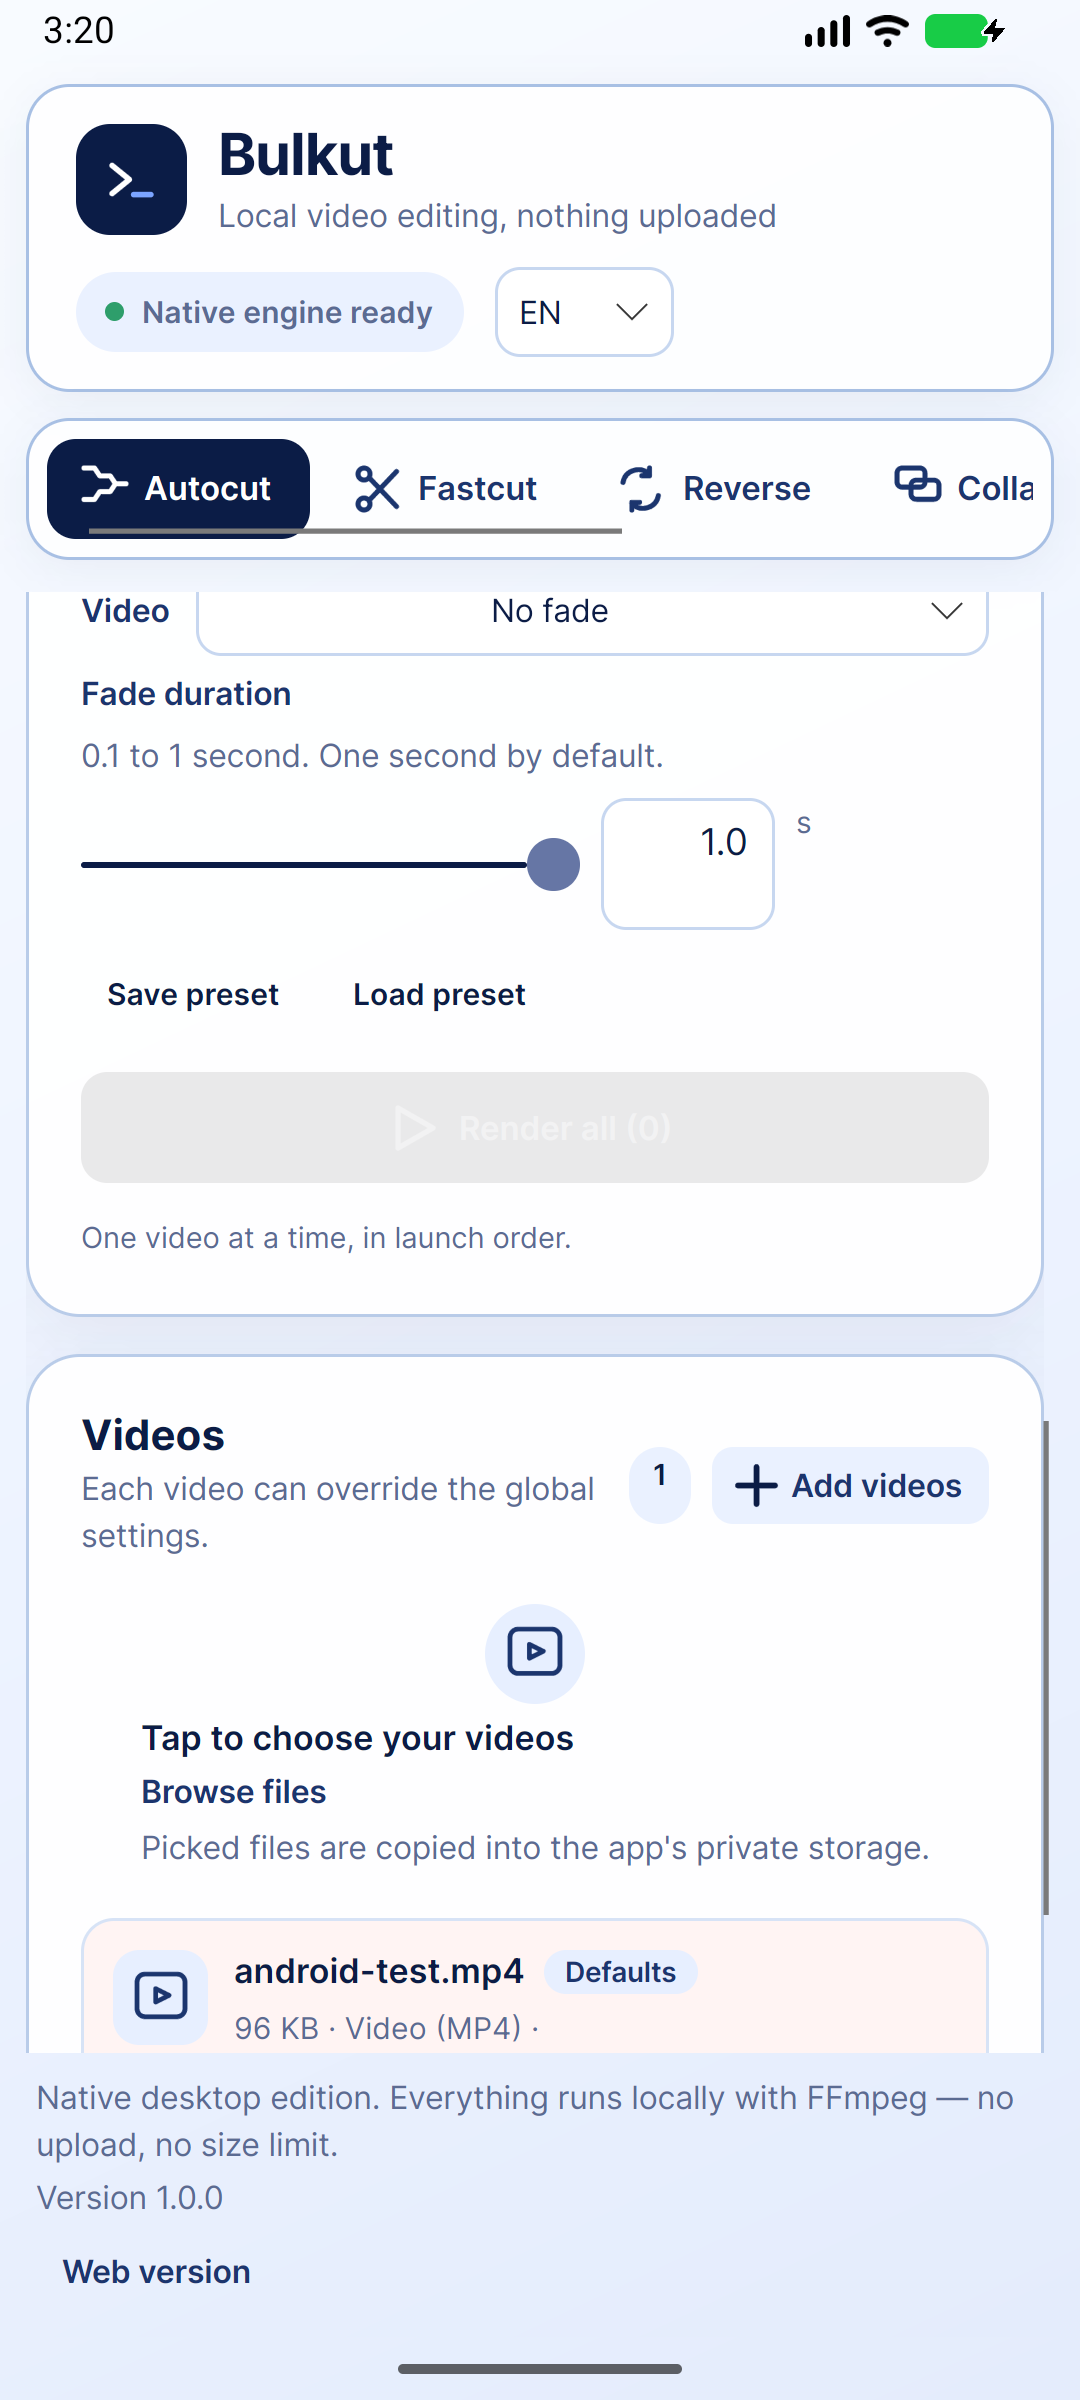 3:20
Bulkut
Local video editing, nothing uploaded
Native engine ready
EN
Autocut
Fastcut
Reverse
Colla
Video
No fade
Fade duration
0.1 to 1 second. One second by default.
1.0
s
Save preset
Load preset
Render all (0)
One video at a time, in launch order.
Videos
Each video can override the global
settings.
1
Add videos
Tap to choose your videos
Browse files
Picked files are copied into the app's private storage.
android-test.mp4
Defaults
96 KB · Video (MP4) ·
Native desktop edition. Everything runs locally with FFmpeg — no
upload, no size limit.
Version 1.0.0
Web version